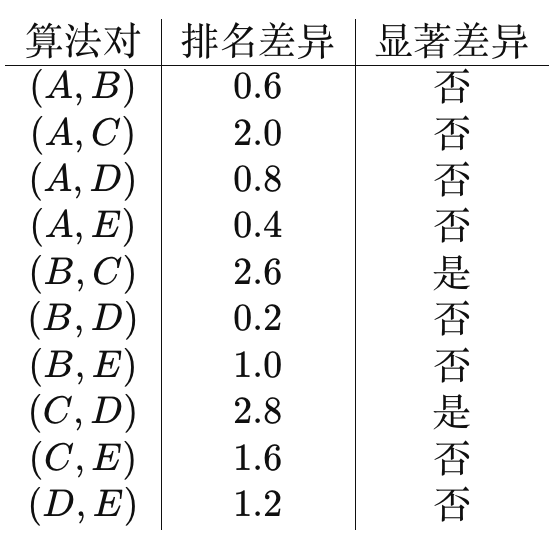 算法对 排名差异 显著差异
(A, B) 0.6 否
(A, C) 2.0 否
(A, D) 0.8 否
(A, E) 0.4 否
(B, C) 2.6 是
(B, D) 0.2 否
(B, E) 1.0 否
(C, D) 2.8 是
(C, E) 1.6 否
(D, E) 1.2 否